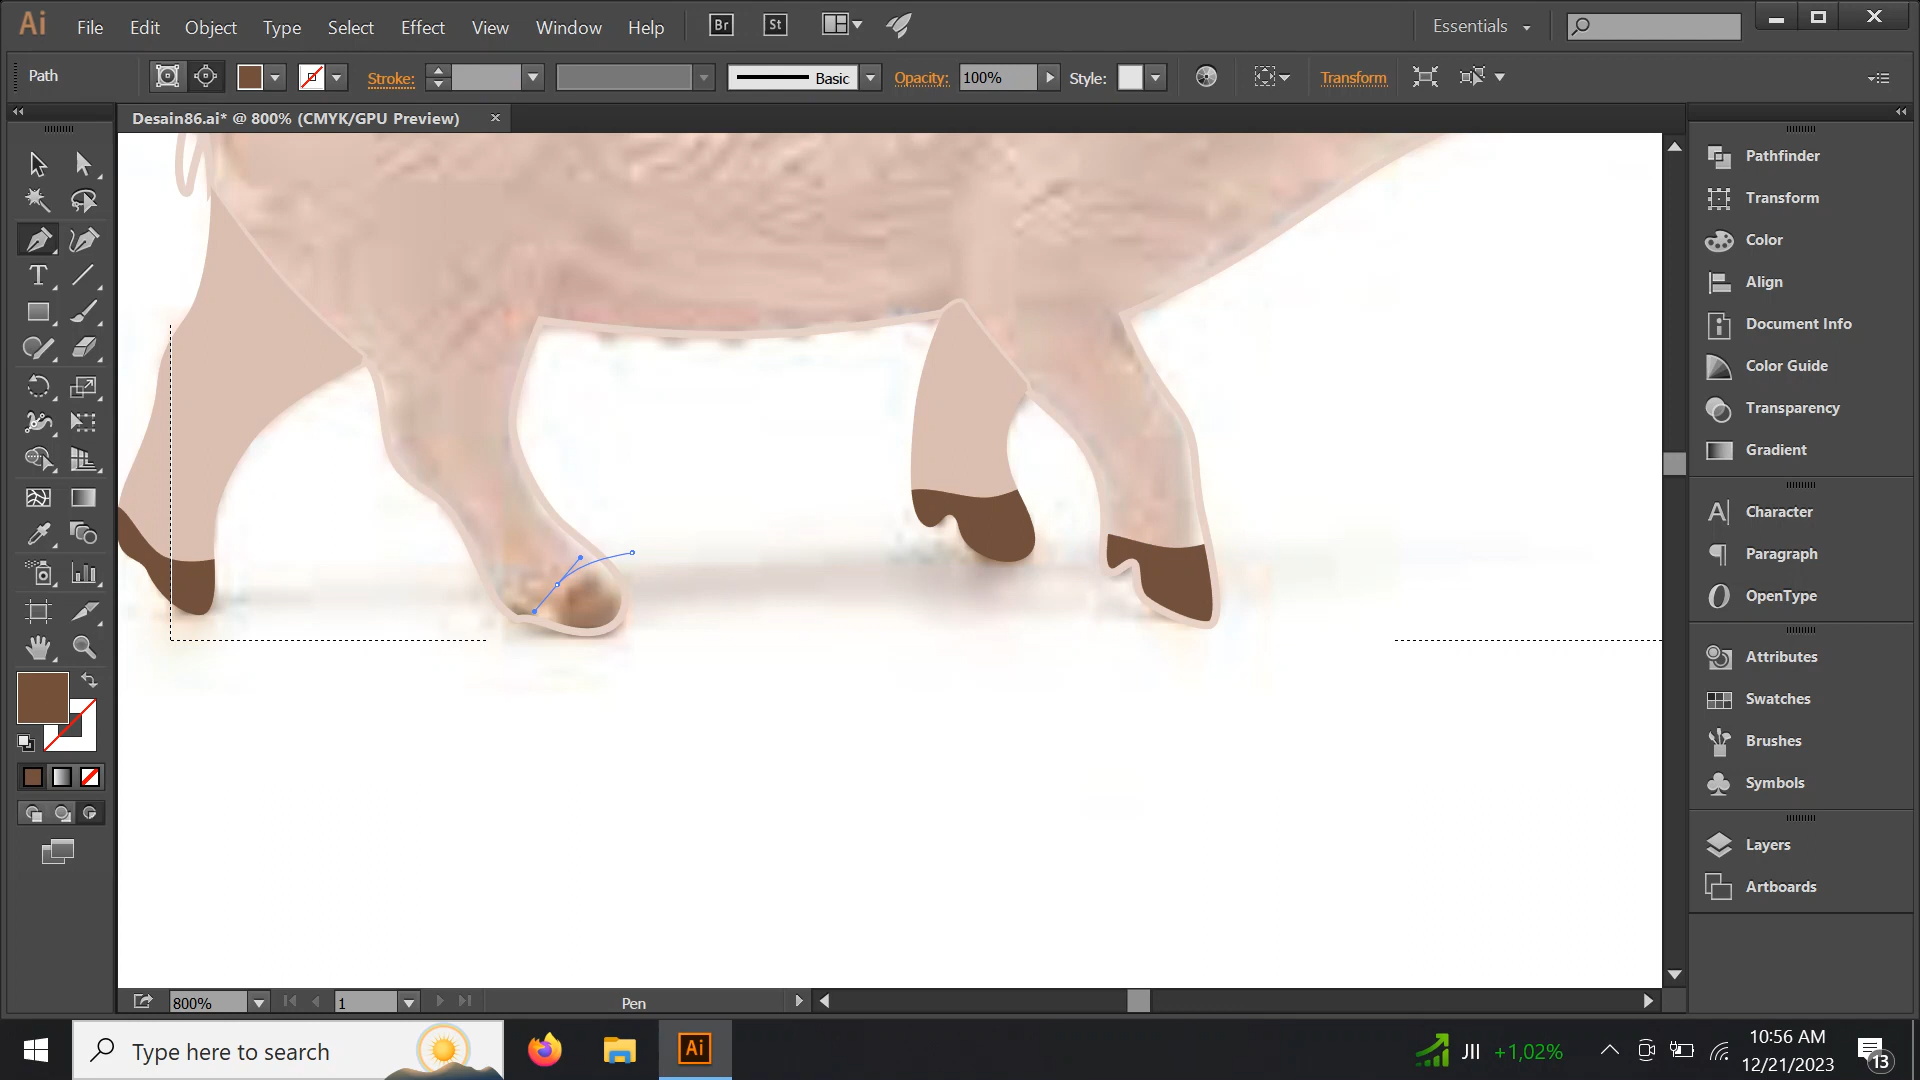 Ai File Edit Object Type Select Effect View Window Help Br St Essentials
Path Stroke: Basic Opacity: 100% Style: Transform
Desain86.ai* @ 800% (CMYK/GPU Preview)
Pathfinder
Transform
Color
Align
Document Info
Color Guide
Transparency
Gradient
Character
Paragraph
OpenType
Attributes
Swatches
Brushes
Symbols
Layers
Artboards
800% 1 Pen
Type here to search Ai JII +1,02% 10:56 AM
12/21/2023 13